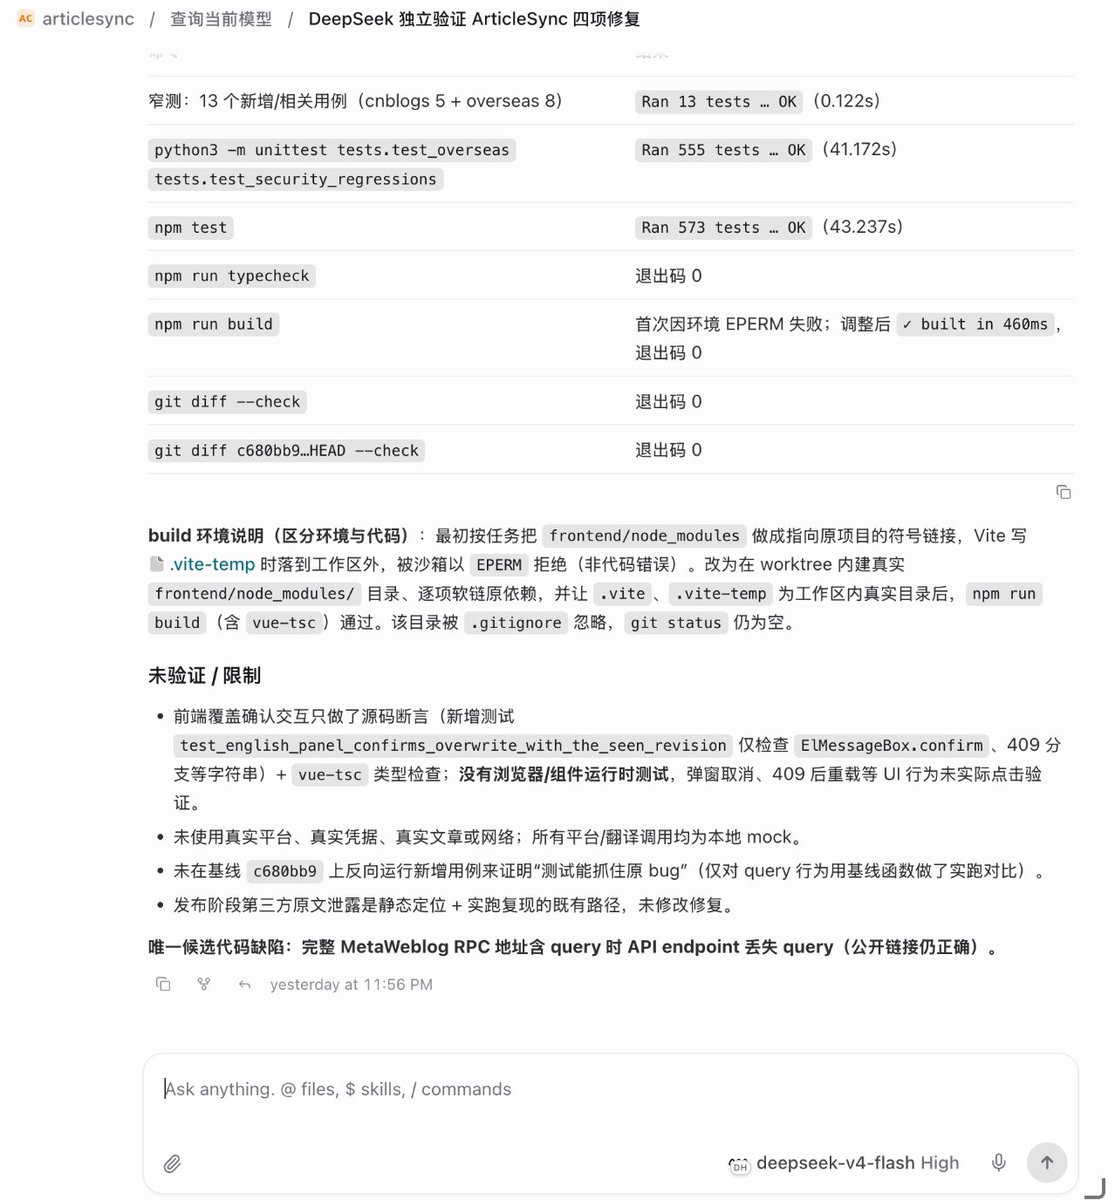 AC articlesync / 查询当前模型 / DeepSeek 独立验证 ArticleSync 四项修复
命令 结果
窄测：13 个新增/相关用例（cnblogs 5 + overseas 8） Ran 13 tests … OK (0.122s)
python3 -m unittest tests.test_overseas Ran 555 tests … OK (41.172s)
tests.test_security_regressions
npm test Ran 573 tests … OK (43.237s)
npm run typecheck 退出码 0
npm run build 首次因环境 EPERM 失败；调整后 ✓ built in 460ms，
退出码 0
git diff --check 退出码 0
git diff c680bb9…HEAD --check 退出码 0
build 环境说明（区分环境与代码）：最初按任务把 frontend/node_modules 做成指向原项目的符号链接，Vite 写
.vite-temp 时落到工作区外，被沙箱以 EPERM 拒绝（非代码错误）。改为在 worktree 内建真实
frontend/node_modules/ 目录、逐项软链原依赖，并让 .vite、.vite-temp 为工作区内真实目录后，npm run
build（含 vue-tsc）通过。该目录被 .gitignore 忽略，git status 仍为空。
未验证 / 限制
• 前端覆盖确认交互只做了源码断言（新增测试
test_english_panel_confirms_overwrite_with_the_seen_revision 仅检查 ElMessageBox.confirm、409 分
支等字符串）+ vue-tsc 类型检查；没有浏览器/组件运行时测试，弹窗取消、409 后重载等 UI 行为未实际点击验
证。
• 未使用真实平台、真实凭据、真实文章或网络；所有平台/翻译调用均为本地 mock。
• 未在基线 c680bb9 上反向运行新增用例来证明“测试能抓住原 bug”（仅对 query 行为用基线函数做了实跑对比）。
• 发布阶段第三方原文泄露是静态定位 + 实跑复现的既有路径，未修改修复。
唯一候选代码缺陷：完整 MetaWeblog RPC 地址含 query 时 API endpoint 丢失 query（公开链接仍正确）。
yesterday at 11:56 PM
Ask anything. @ files, $ skills, / commands
DH deepseek-v4-flash High